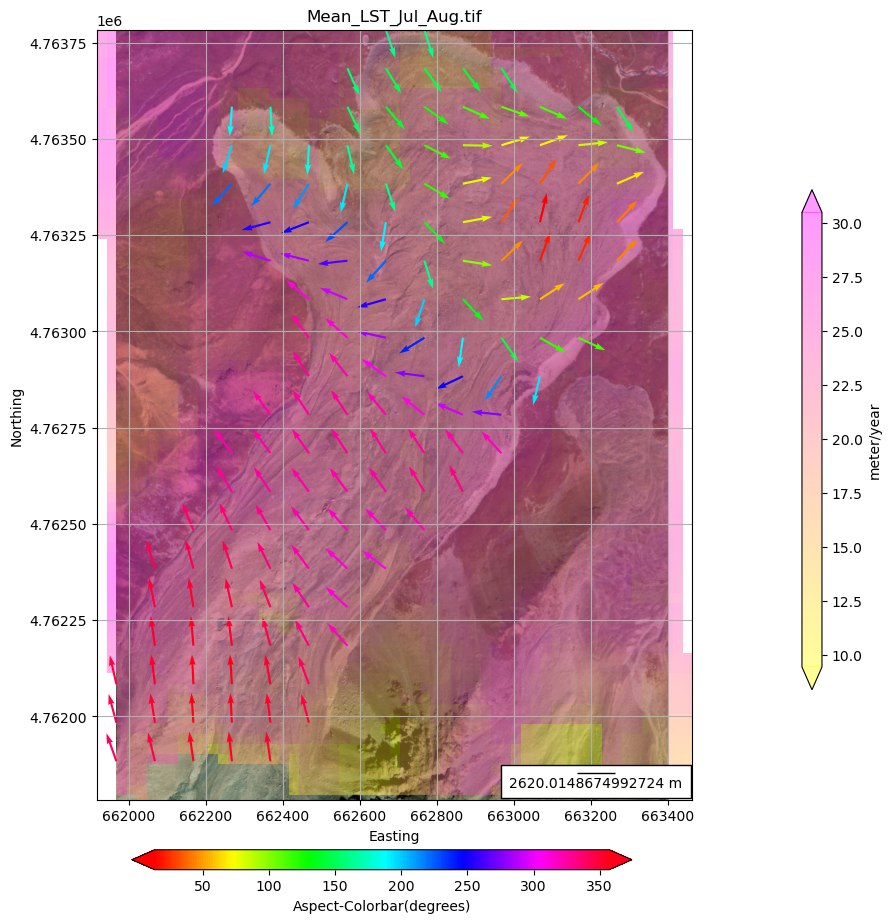 Mean_LST_Jul_Aug.tif
1e6
4.76375
4.76350
4.76325
4.76300
4.76275
4.76250
4.76225
4.76200
Northing
662000 662200 662400 662600 662800 663000 663200 663400
Easting
2620.0148674992724 m
30.0
27.5
25.0
22.5
20.0
17.5
15.0
12.5
10.0
meter/year
50 100 150 200 250 300 350
Aspect-Colorbar(degrees)